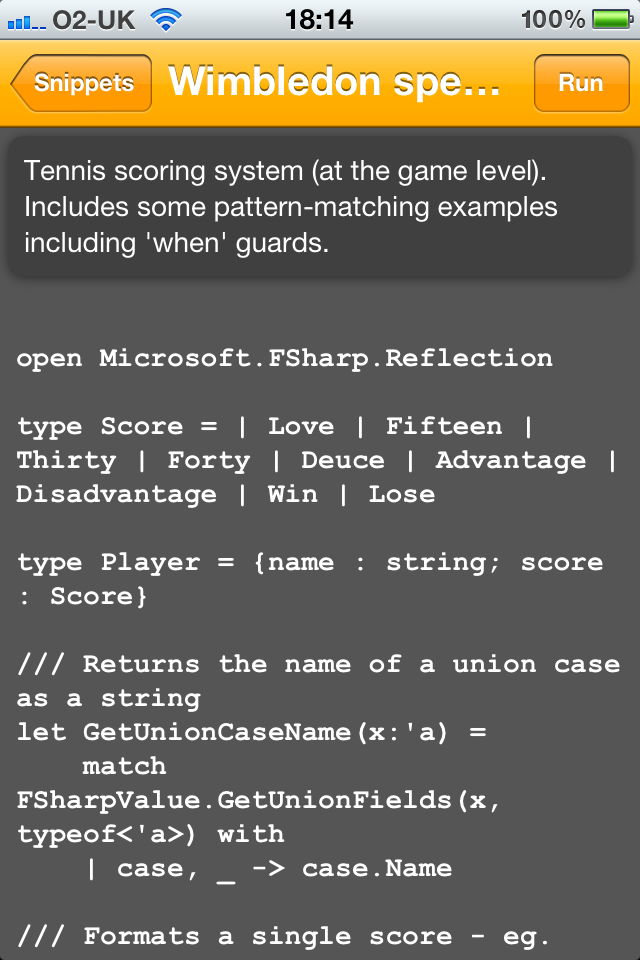 O2-UK 18:14 100%
Snippets Wimbledon spe... Run
Tennis scoring system (at the game level).
Includes some pattern-matching examples
including 'when' guards.
open Microsoft.FSharp.Reflection
type Score = | Love | Fifteen |
Thirty | Forty | Deuce | Advantage |
Disadvantage | Win | Lose
type Player = {name : string; score
: Score}
/// Returns the name of a union case
as a string
let GetUnionCaseName(x:'a) =
    match
FSharpValue.GetUnionFields(x,
typeof<'a>) with
    | case, _ -> case.Name
/// Formats a single score - eg.